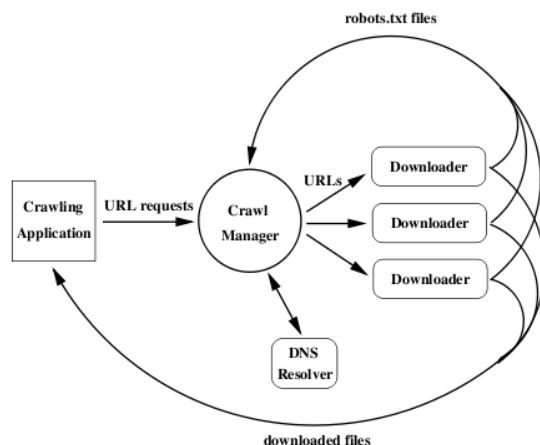 robots.txt files
URLs
Downloader
Crawling
Application
URL requests
Crawl
Manager
Downloader
Downloader
DNS
Resolver
downloaded files